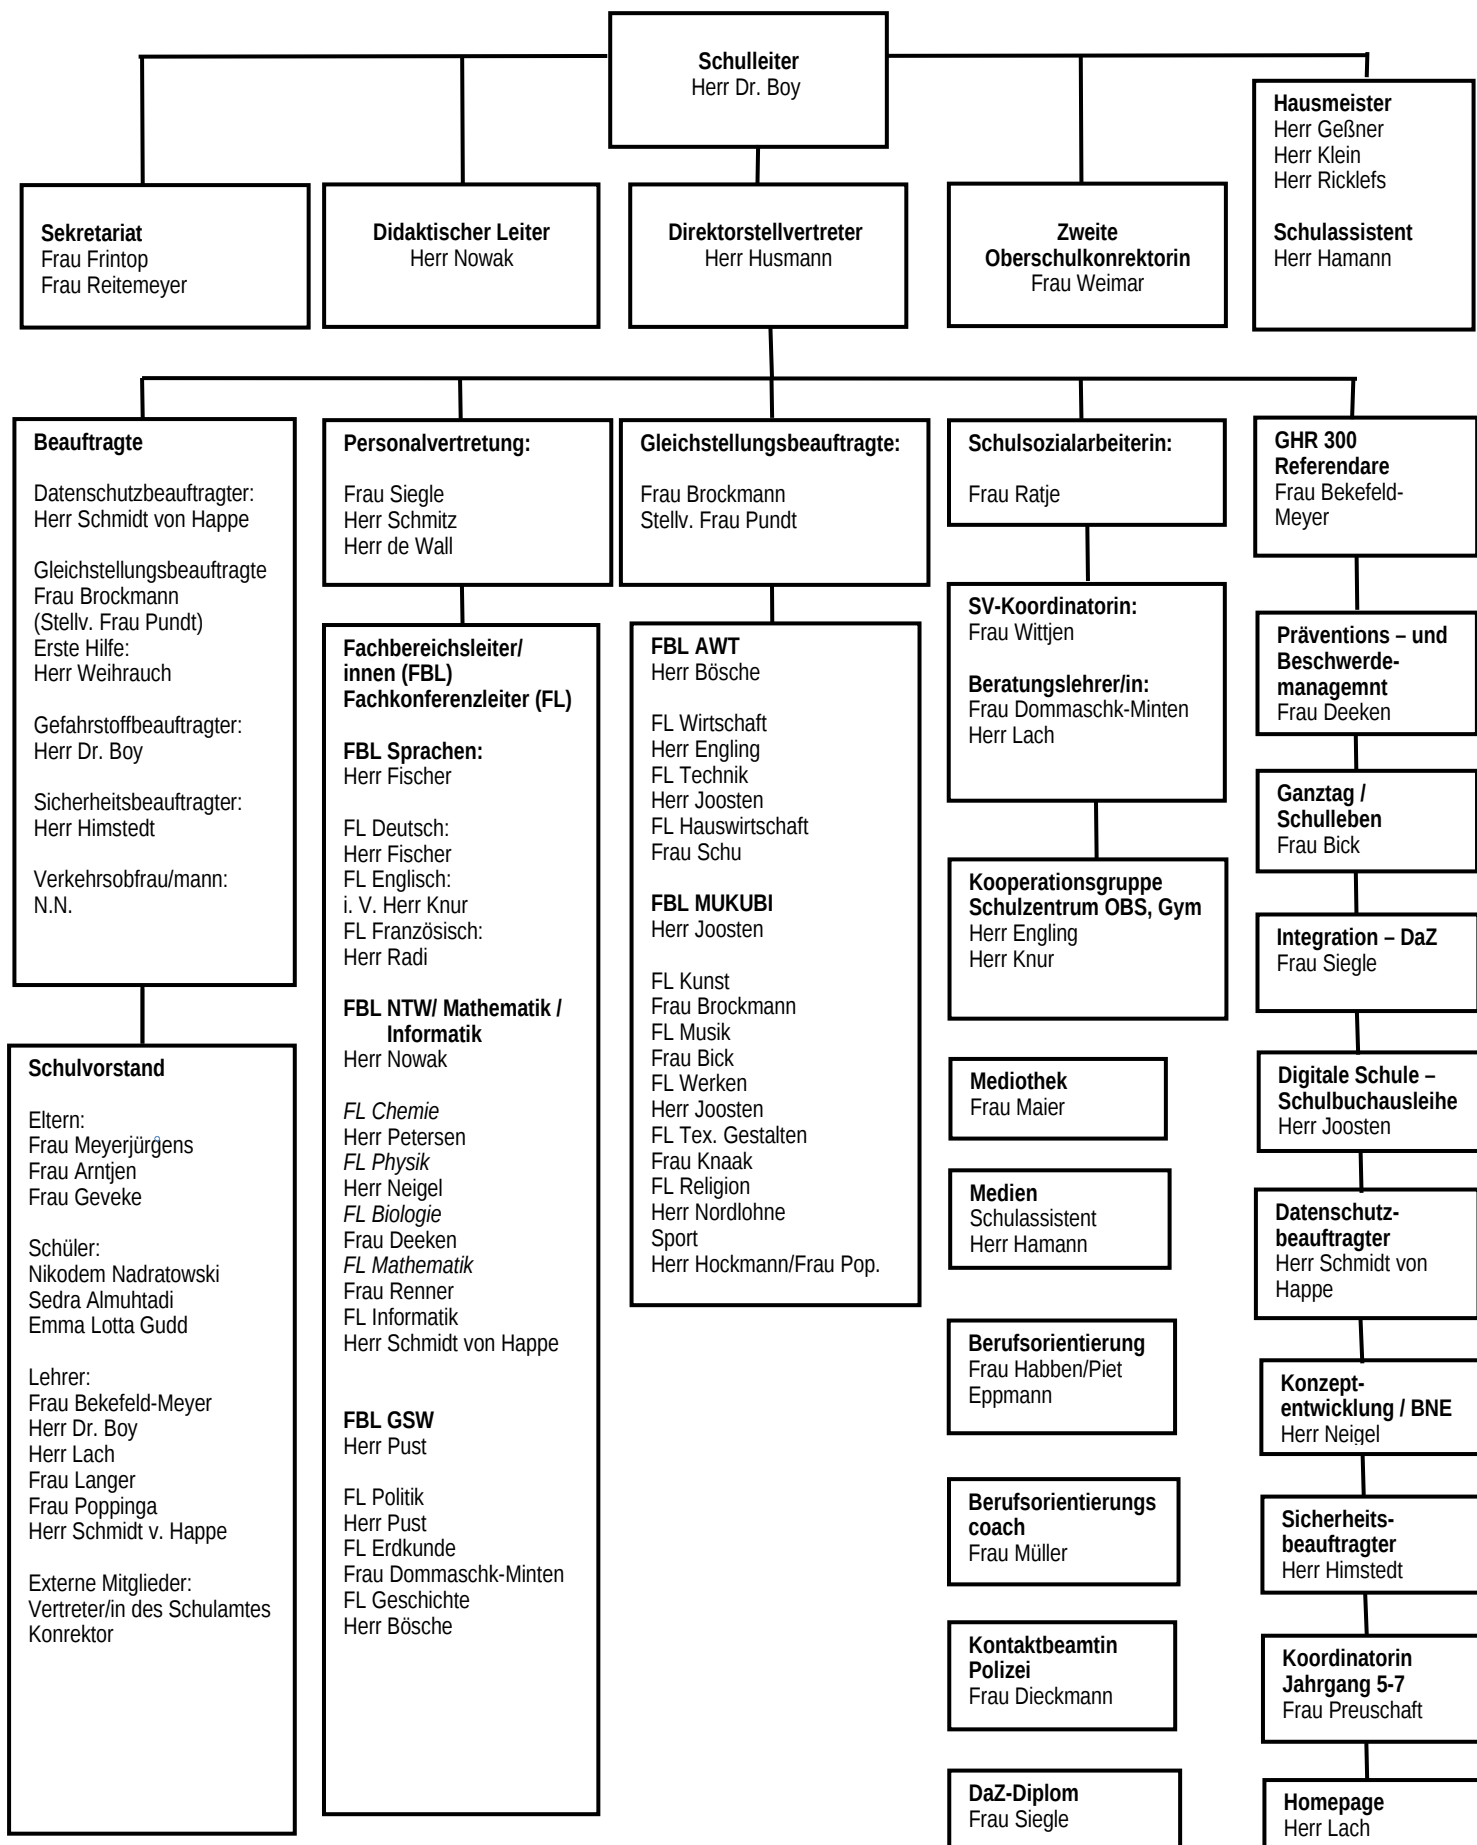 Schulleiter
Herr Dr. Boy
Sekretariat
Frau Frintop
Frau Reitemeyer
Didaktischer Leiter
Herr Nowak
Direktorstellvertreter
Herr Husmann
Zweite
Oberschulkonrektorin
Frau Weimar
Hausmeister
Herr Geßner
Herr Klein
Herr Ricklefs
Schulassistent
Herr Hamann
Beauftragte
Datenschutzbeauftragter:
Herr Schmidt von Happe
Gleichstellungsbeauftragte
Frau Brockmann
(Stellv. Frau Pundt)
Erste Hilfe:
Herr Weihrauch
Gefahrstoffbeauftragter:
Herr Dr. Boy
Sicherheitsbeauftragter:
Herr Himstedt
Verkehrsobfrau/mann:
N.N.
Schulvorstand
Eltern:
Frau Meyerjürgens
Frau Arntjen
Frau Geveke
Schüler:
Nikodem Nadratowski
Sedra Almuhtadi
Emma Lotta Gudd
Lehrer:
Frau Bekefeld-Meyer
Herr Dr. Boy
Herr Lach
Frau Langer
Frau Poppinga
Herr Schmidt v. Happe
Externe Mitglieder:
Vertreter/in des Schulamtes
Konrektor
Personalvertretung:
Frau Siegle
Herr Schmitz
Herr de Wall
Fachbereichsleiter/
innen (FBL)
Fachkonferenzleiter (FL)
FBL Sprachen:
Herr Fischer
FL Deutsch:
Herr Fischer
FL Englisch:
i. V. Herr Knur
FL Französisch:
Herr Radi
FBL NTW/ Mathematik /
Informatik
Herr Nowak
FL Chemie
Herr Petersen
FL Physik
Herr Neigel
FL Biologie
Frau Deeken
FL Mathematik
Frau Renner
FL Informatik
Herr Schmidt von Happe
FBL GSW
Herr Pust
FL Politik
Herr Pust
FL Erdkunde
Frau Dommaschk-Minten
FL Geschichte
Herr Bösche
Gleichstellungsbeauftragte:
Frau Brockmann
Stellv. Frau Pundt
FBL AWT
Herr Bösche
FL Wirtschaft
Herr Engling
FL Technik
Herr Joosten
FL Hauswirtschaft
Frau Schu
FBL MUKUBI
Herr Joosten
FL Kunst
Frau Brockmann
FL Musik
Frau Bick
FL Werken
Herr Joosten
FL Tex. Gestalten
Frau Knaak
FL Religion
Herr Nordlohne
Sport
Herr Hockmann/Frau Pop.
Schulsozialarbeiterin:
Frau Ratje
SV-Koordinatorin:
Frau Wittjen
Beratungslehrer/in:
Frau Dommaschk-Minten
Herr Lach
Kooperationsgruppe
Schulzentrum OBS, Gym
Herr Engling
Herr Knur
Mediothek
Frau Maier
Medien
Schulassistent
Herr Hamann
Berufsorientierung
Frau Habben/Piet
Eppmann
Berufsorientierungs
coach
Frau Müller
Kontaktbeamtin
Polizei
Frau Dieckmann
DaZ-Diplom
Frau Siegle
GHR 300
Referendare
Frau Bekefeld-
Meyer
Präventions – und
Beschwerde-
managemnt
Frau Deeken
Ganztag /
Schulleben
Frau Bick
Integration – DaZ
Frau Siegle
Digitale Schule –
Schulbuchausleihe
Herr Joosten
Datenschutz-
beauftragter
Herr Schmidt von
Happe
Konzept-
entwicklung / BNE
Herr Neigel
Sicherheits-
beauftragter
Herr Himstedt
Koordinatorin
Jahrgang 5-7
Frau Preuschaft
Homepage
Herr Lach